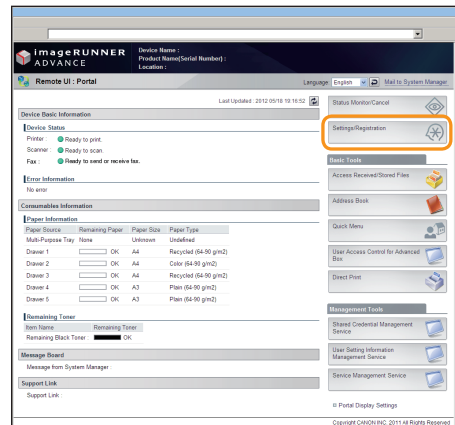 imageRUNNER
ADVANCE
Device Name :
Product Name(Serial Number) :
Location :
Remote UI : Portal
Language: English
Mail to System Manager
Last Updated : 2012 05/18 19:16:52
Device Basic Information
Device Status
Printer : Ready to print.
Scanner : Ready to scan.
Fax : Ready to send or receive fax.
Error Information
No error
Consumables Information
Paper Information
Paper Source Remaining Paper Paper Size Paper Type
Multi-Purpose Tray None Unknown Undefined
Drawer 1 OK A4 Recycled (64-90 g/m2)
Drawer 2 OK A4 Color (64-90 g/m2)
Drawer 3 OK A4 Recycled (64-90 g/m2)
Drawer 4 OK A3 Plain (64-90 g/m2)
Drawer 5 OK A3 Plain (64-90 g/m2)
Remaining Toner
Item Name Remaining Toner
Remaining Black Toner : OK
Message Board
Message from System Manager
Support Link
Support Link :
Status Monitor/Cancel
Settings/Registration
Basic Tools
Access Received/Stored Files
Address Book
Quick Menu
User Access Control for Advanced
Box
Direct Print
Management Tools
Shared Credential Management
Service
User Setting Information
Management Service
Service Management Service
Portal Display Settings
Copyright CANON INC. 2011 All Rights Reserved